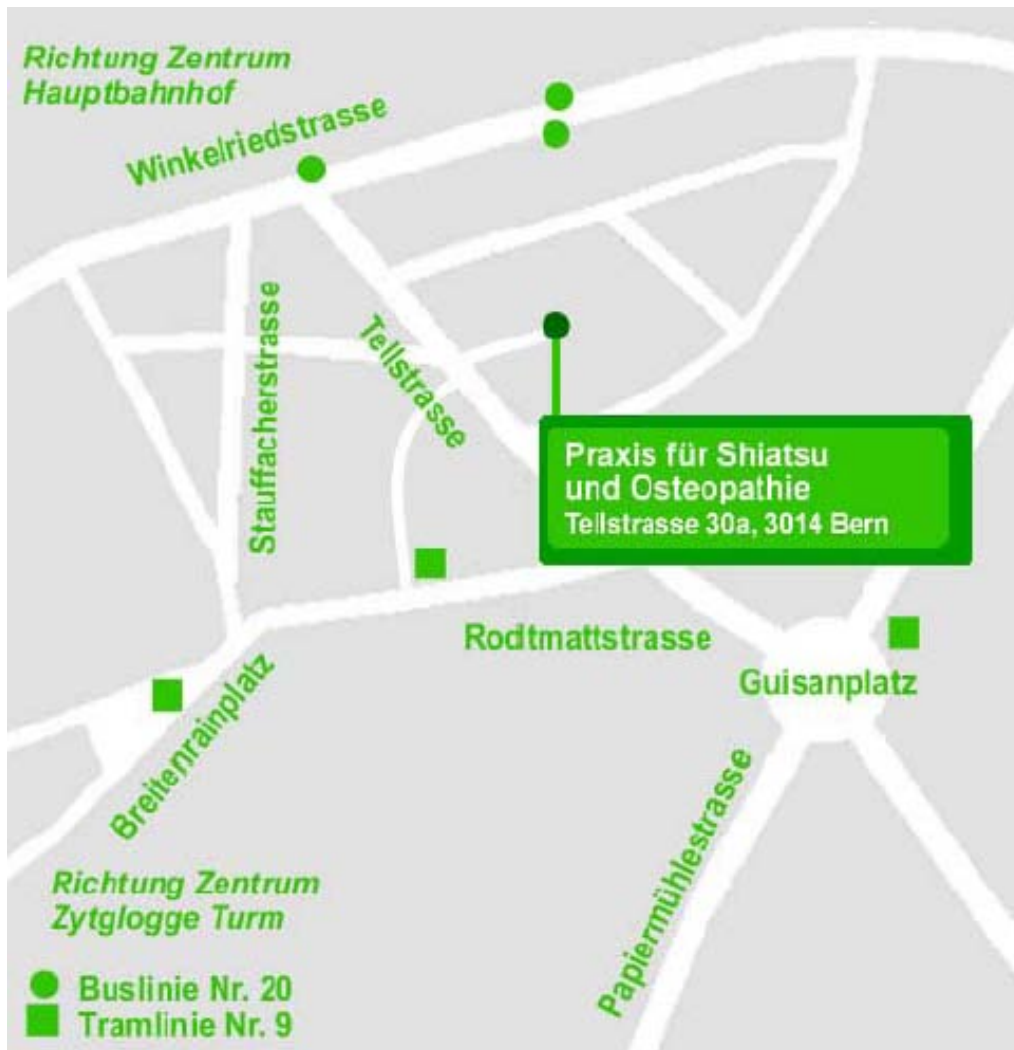 Richtung Zentrum
Hauptbahnhof
Winkelriedstrasse
Stauffacherstrasse
Tellstrasse
Praxis für Shiatsu
und Osteopathie
Tellstrasse 30a, 3014 Bern
Rodtmattstrasse
Guisanplatz
Breitenrainplatz
Papiermühlestrasse
Richtung Zentrum
Zytglogge Turm
Buslinie Nr. 20
Tramlinie Nr. 9